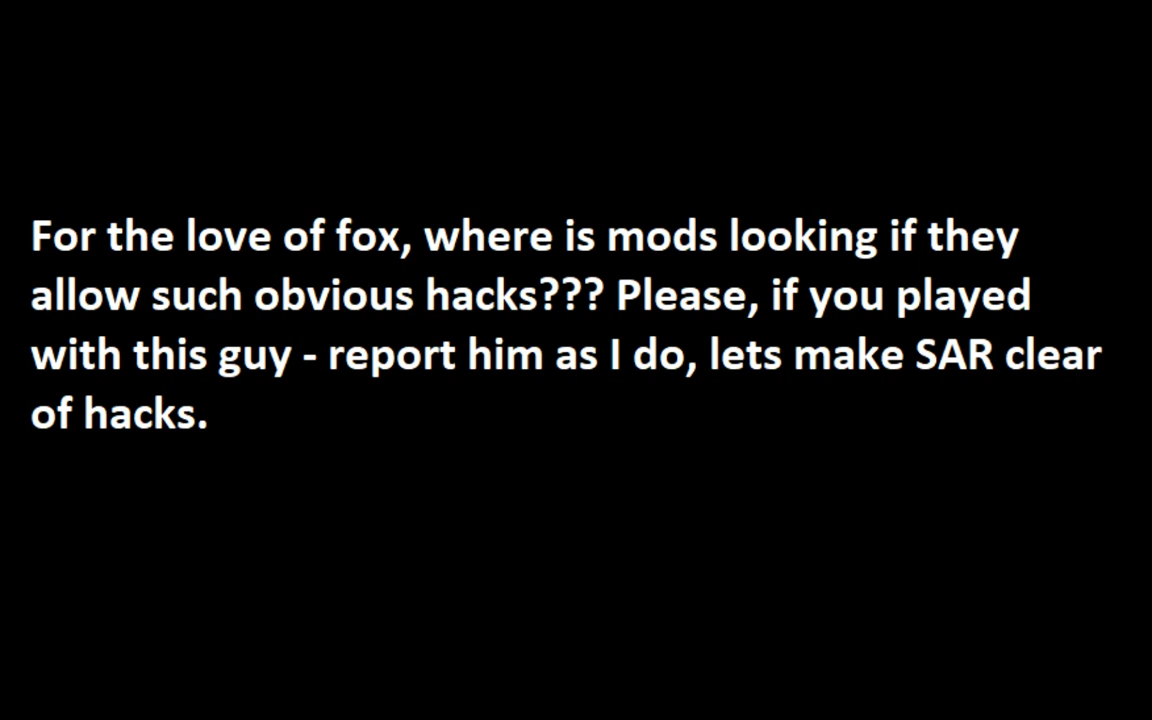 For the love of fox, where is mods looking if they
allow such obvious hacks??? Please, if you played
with this guy - report him as I do, lets make SAR clear
of hacks.